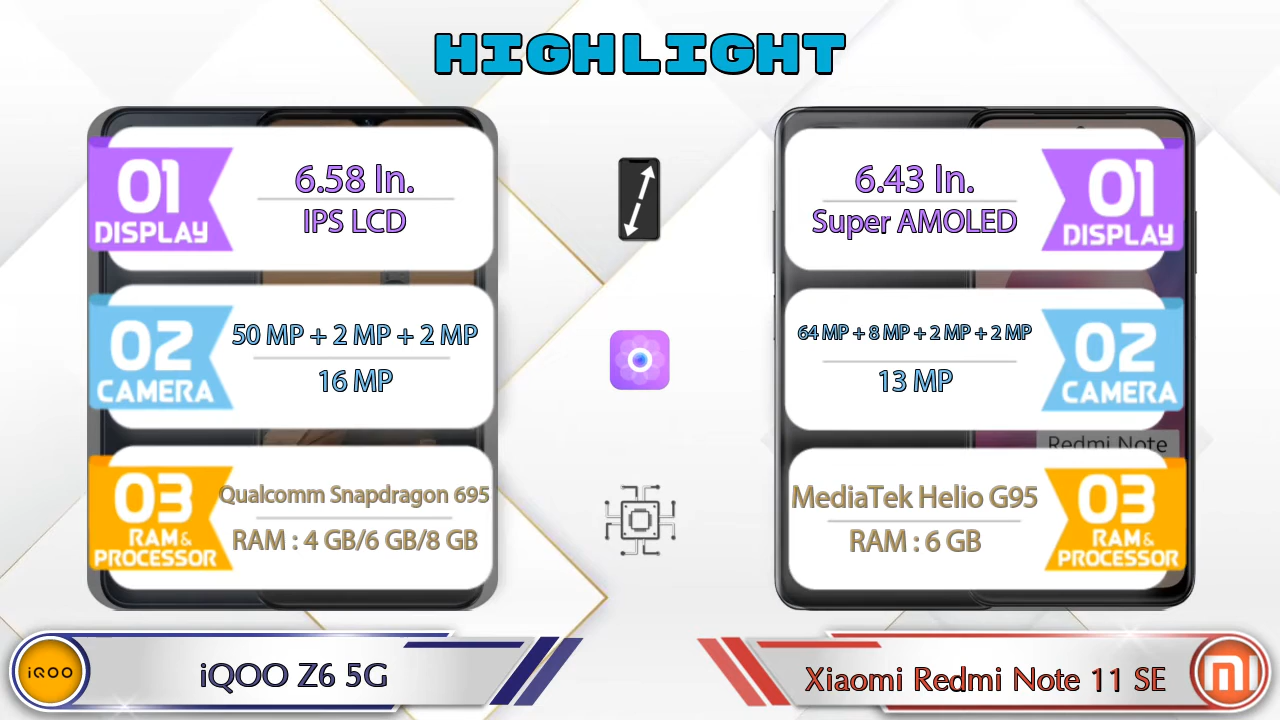 HIGHLIGHT
01
DISPLAY
6.58 In.
IPS LCD
02
CAMERA
50 MP + 2 MP + 2 MP
16 MP
03
RAM &
PROCESSOR
Qualcomm Snapdragon 695
RAM : 4 GB/6 GB/8 GB
iQOO
iQOO Z6 5G
6.43 In.
Super AMOLED
01
DISPLAY
64 MP + 8 MP + 2 MP + 2 MP
13 MP
02
CAMERA
Redmi Note
MediaTek Helio G95
RAM : 6 GB
03
RAM &
PROCESSOR
Xiaomi Redmi Note 11 SE
MI